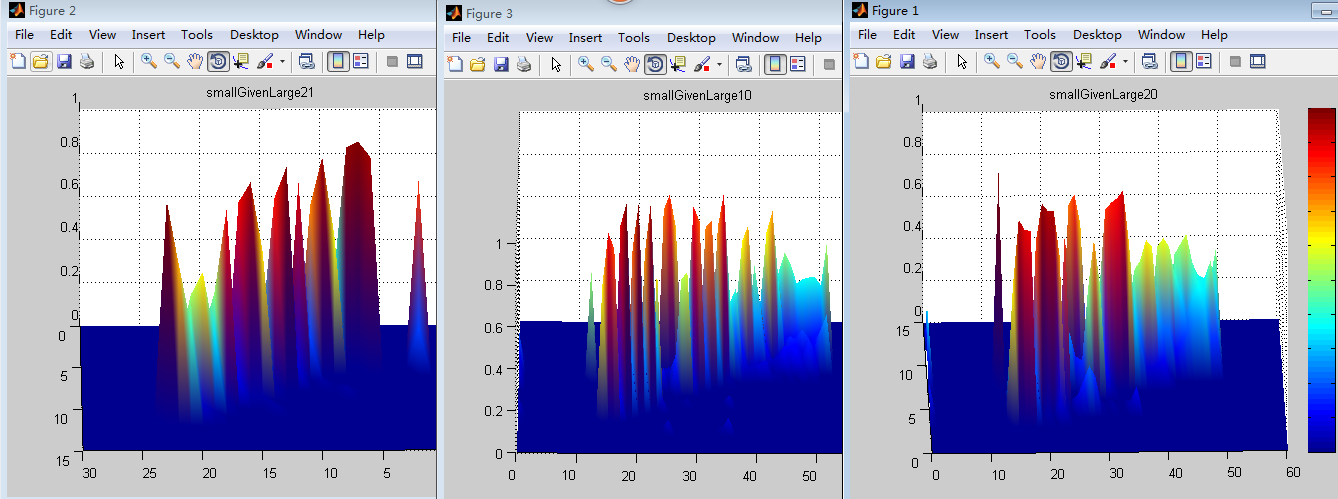 Figure 2
File Edit View Insert Tools Desktop Window Help
smallGivenLarge21
1
0.8
0.6
0.4
0.2
0
0
5
10
15
30 25 20 15 10 5
Figure 3
File Edit View Insert Tools Desktop Window Help
smallGivenLarge10
1
0.8
0.6
0.4
0.2
0
0 10 20 30 40 50
Figure 1
File Edit View Insert Tools Desktop Window Help
smallGivenLarge20
1
0.8
0.6
0.4
0.2
0
15
10
5
0
0 10 20 30 40 50 60